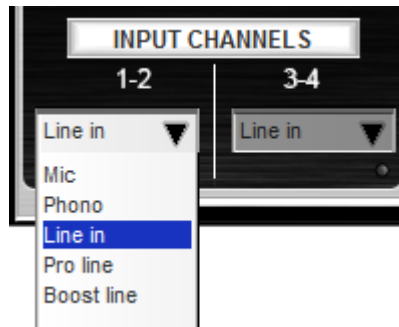 INPUT CHANNELS
1-2 3-4
Line in Line in
Mic
Phono
Line in
Pro line
Boost line